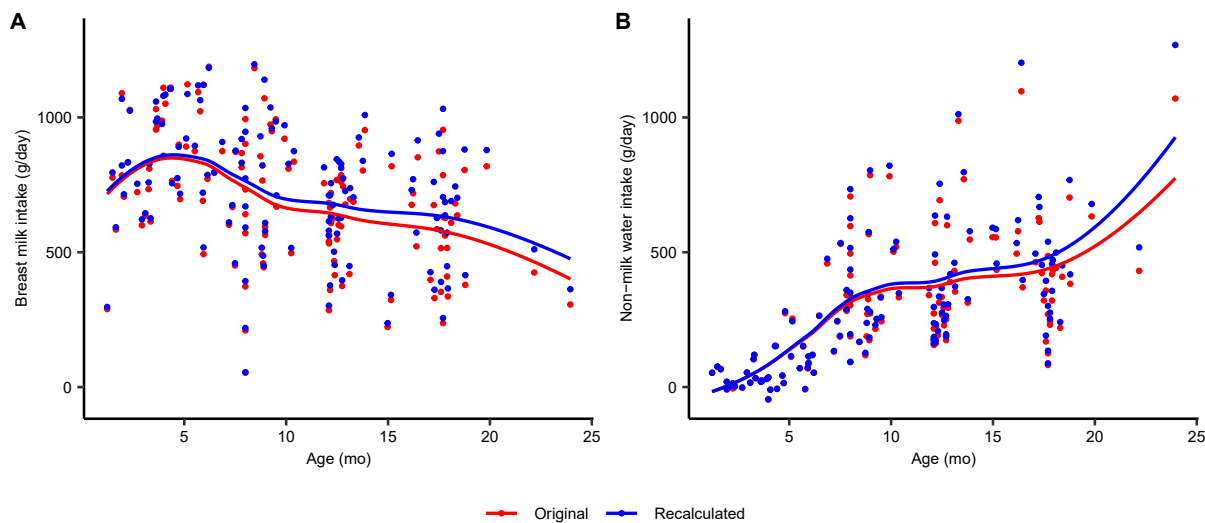 A
B
Breast milk intake (g/day)
1000
500
0
5
10
15
20
25
Age (mo)
Non−milk water intake (g/day)
1000
500
0
5
10
15
20
25
Age (mo)
Original
Recalculated